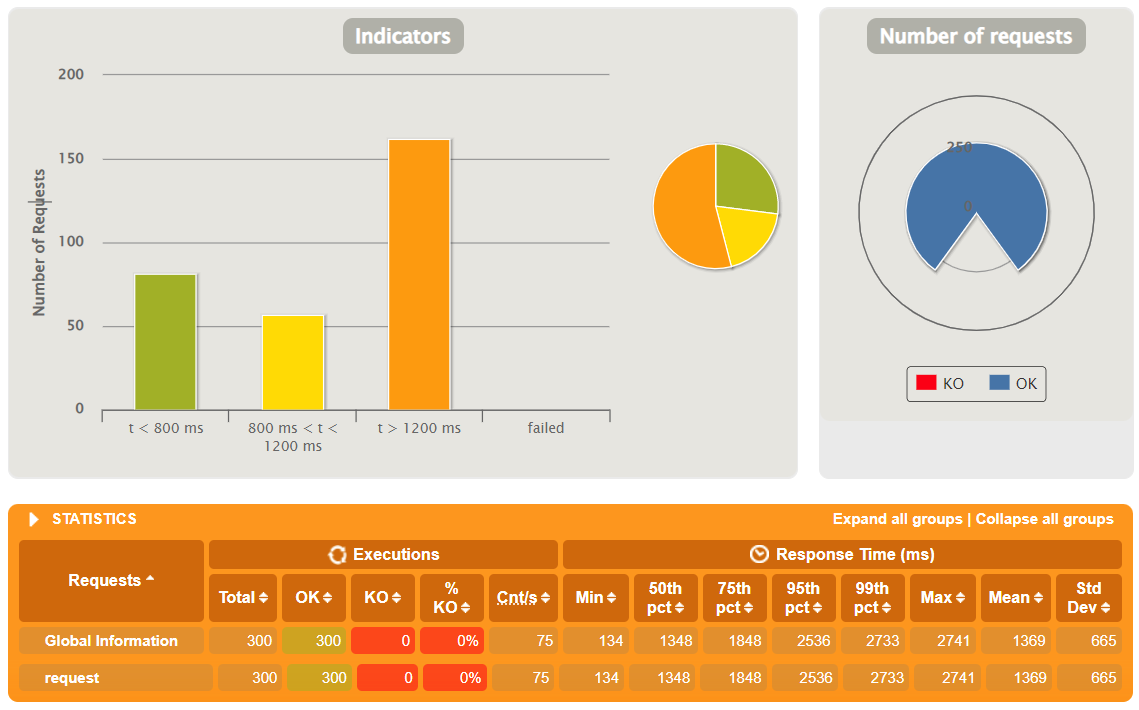 Indicators
Number of Requests
200
150
100
50
0
t < 800 ms
800 ms < t <
1200 ms
t > 1200 ms
failed
Number of requests
250
0
KO
OK
STATISTICS
Expand all groups | Collapse all groups
Requests
Executions
Response Time (ms)
Total OK KO % KO Cnt/s Min 50th pct 75th pct 95th pct 99th pct Max Mean Std Dev
Global Information 300 300 0 0% 75 134 1348 1848 2536 2733 2741 1369 665
request 300 300 0 0% 75 134 1348 1848 2536 2733 2741 1369 665